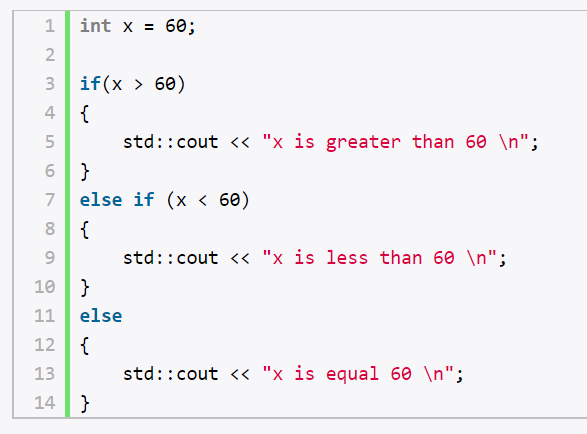 1 int x = 60;
2
3 if(x > 60)
4 {
5     std::cout << "x is greater than 60 \n";
6 }
7 else if (x < 60)
8 {
9     std::cout << "x is less than 60 \n";
10 }
11 else
12 {
13     std::cout << "x is equal 60 \n";
14 }